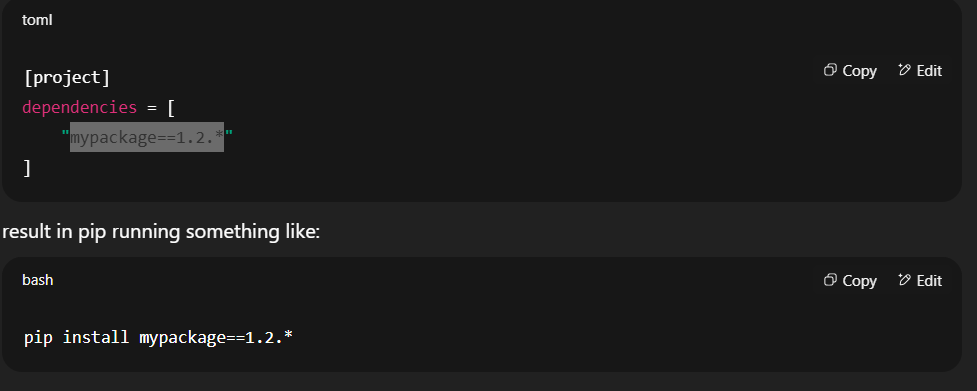 toml
Copy Edit
[project]
dependencies = [
"mypackage==1.2.*"
]
result in pip running something like:
bash
Copy Edit
pip install mypackage==1.2.*